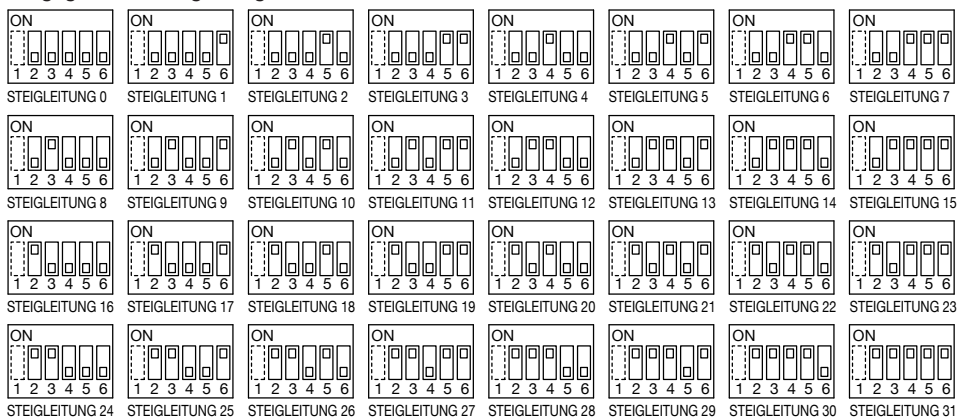 ON ON ON ON ON ON ON ON
1 2 3 4 5 6 1 2 3 4 5 6 1 2 3 4 5 6 1 2 3 4 5 6 1 2 3 4 5 6 1 2 3 4 5 6 1 2 3 4 5 6 1 2 3 4 5 6
STEIGLEITUNG 0 STEIGLEITUNG 1 STEIGLEITUNG 2 STEIGLEITUNG 3 STEIGLEITUNG 4 STEIGLEITUNG 5 STEIGLEITUNG 6 STEIGLEITUNG 7
ON ON ON ON ON ON ON ON
1 2 3 4 5 6 1 2 3 4 5 6 1 2 3 4 5 6 1 2 3 4 5 6 1 2 3 4 5 6 1 2 3 4 5 6 1 2 3 4 5 6 1 2 3 4 5 6
STEIGLEITUNG 8 STEIGLEITUNG 9 STEIGLEITUNG 10 STEIGLEITUNG 11 STEIGLEITUNG 12 STEIGLEITUNG 13 STEIGLEITUNG 14 STEIGLEITUNG 15
ON ON ON ON ON ON ON ON
1 2 3 4 5 6 1 2 3 4 5 6 1 2 3 4 5 6 1 2 3 4 5 6 1 2 3 4 5 6 1 2 3 4 5 6 1 2 3 4 5 6 1 2 3 4 5 6
STEIGLEITUNG 16 STEIGLEITUNG 17 STEIGLEITUNG 18 STEIGLEITUNG 19 STEIGLEITUNG 20 STEIGLEITUNG 21 STEIGLEITUNG 22 STEIGLEITUNG 23
ON ON ON ON ON ON ON ON
1 2 3 4 5 6 1 2 3 4 5 6 1 2 3 4 5 6 1 2 3 4 5 6 1 2 3 4 5 6 1 2 3 4 5 6 1 2 3 4 5 6 1 2 3 4 5 6
STEIGLEITUNG 24 STEIGLEITUNG 25 STEIGLEITUNG 26 STEIGLEITUNG 27 STEIGLEITUNG 28 STEIGLEITUNG 29 STEIGLEITUNG 30 STEIGLEITUNG 31